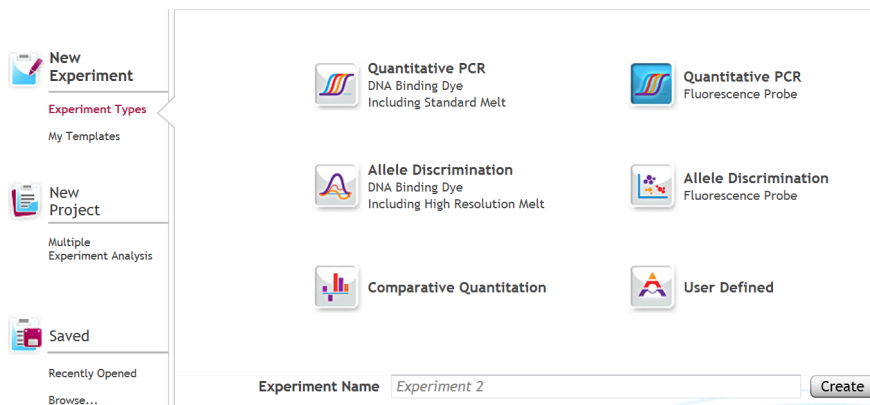 New
Experiment
Experiment Types
My Templates
New
Project
Multiple
Experiment Analysis
Saved
Recently Opened
Browse...
Quantitative PCR
DNA Binding Dye
Including Standard Melt
Quantitative PCR
Fluorescence Probe
Allele Discrimination
DNA Binding Dye
Including High Resolution Melt
Allele Discrimination
Fluorescence Probe
Comparative Quantitation
User Defined
Experiment Name
Experiment 2
Create